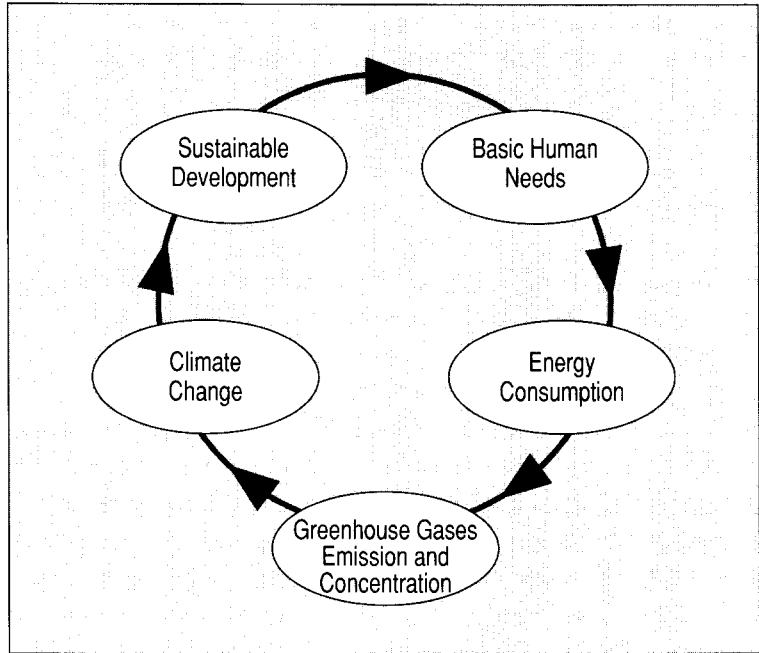 Sustainable
Development
Basic Human
Needs
Energy
Consumption
Greenhouse Gases
Emission and
Concentration
Climate
Change